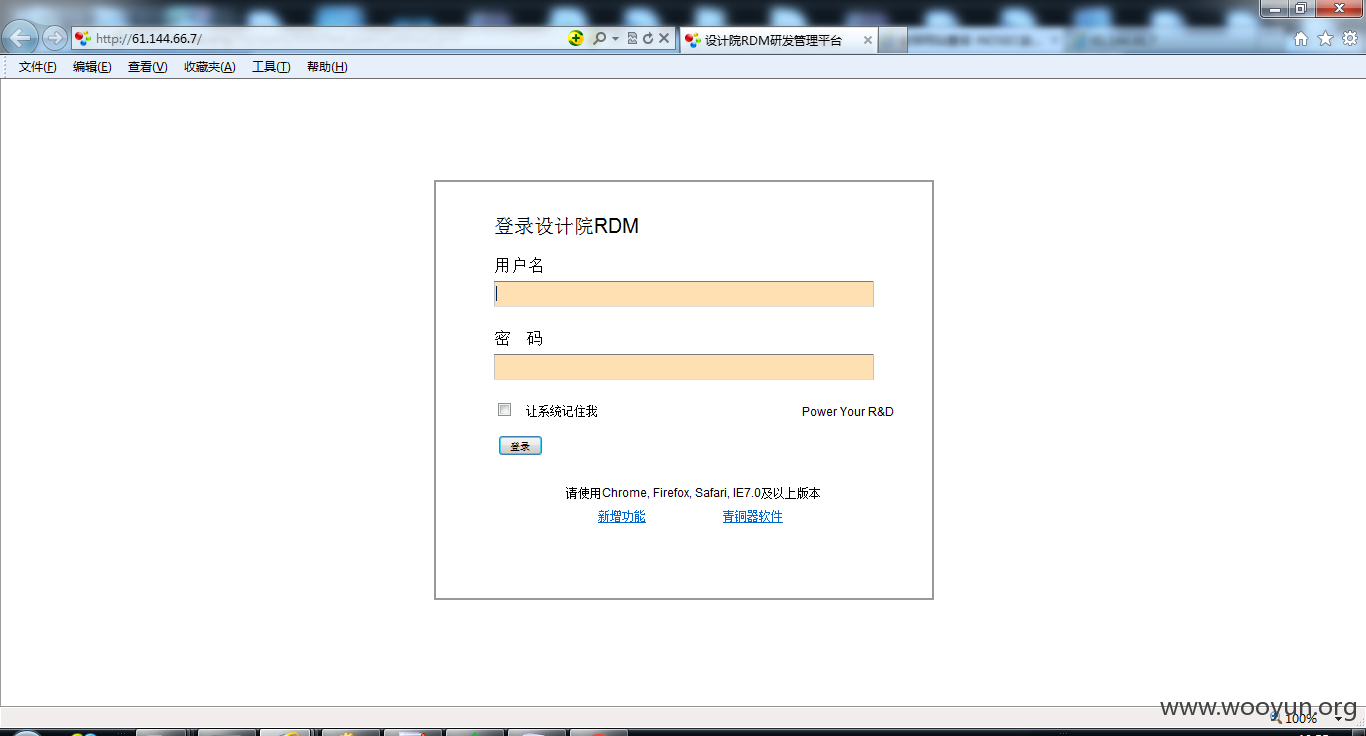 http://61.144.66.7/
设计院RDM研发管理平台
文件(F) 编辑(E) 查看(V) 收藏夹(A) 工具(T) 帮助(H)
登录设计院RDM
用户名
密 码
让系统记住我
Power Your R&D
登录
请使用Chrome, Firefox, Safari, IE7.0及以上版本
新增功能
青铜器软件
www.wooyun.org
100%